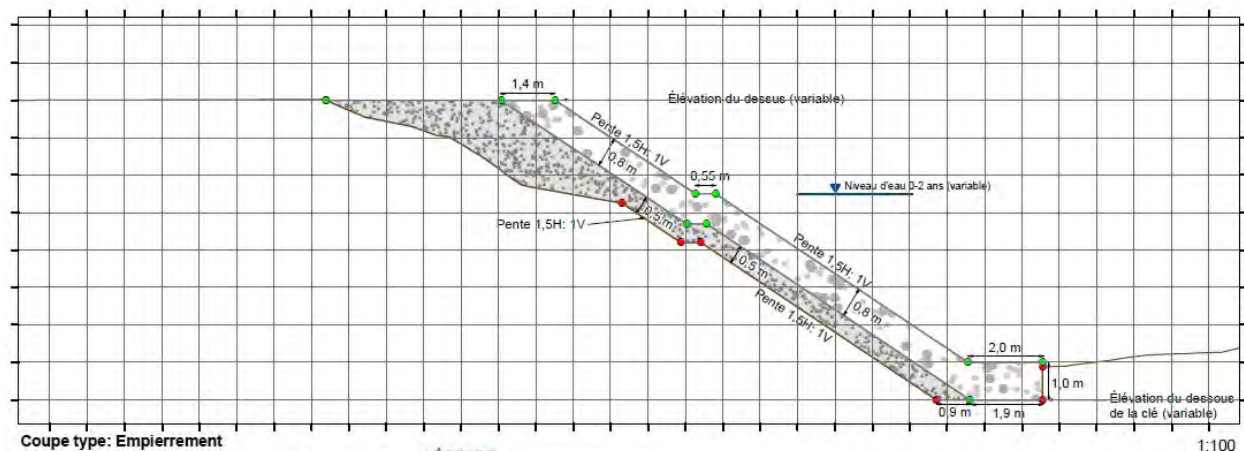 1,4 m
Élévation du dessus (variable)
Pente 1,5H: 1V
0,8 m
0,55 m
Niveau d'eau 0-2 ans (variable)
0,5 m
Pente 1,5H: 1V
Pente 1,5H: 1V
0,5 m
0,8 m
Pente 1,5H: 1V
2,0 m
1,0 m
0,9 m
1,9 m
Élévation du dessous
de la clé (variable)
Coupe type: Empierrement
1:100